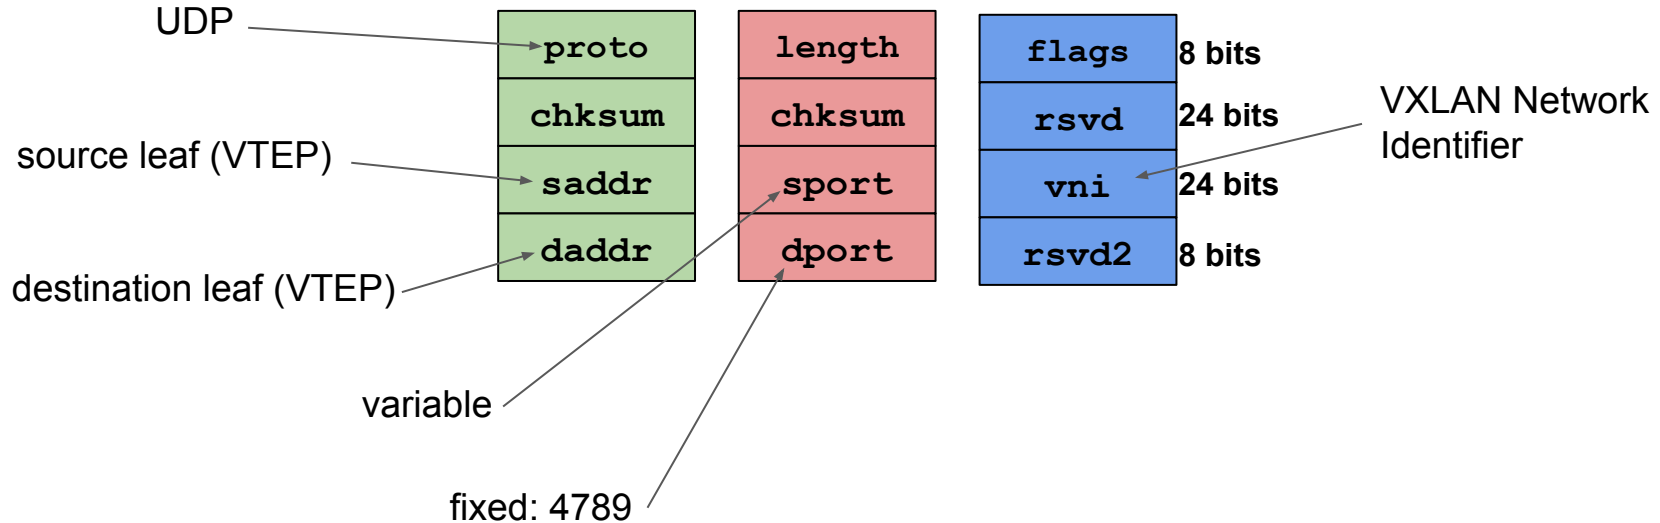 UDP
proto
length
flags
8 bits
chksum
chksum
rsvd
24 bits
VXLAN Network
Identifier
source leaf (VTEP)
saddr
sport
vni
24 bits
destination leaf (VTEP)
daddr
dport
rsvd2
8 bits
variable
fixed: 4789